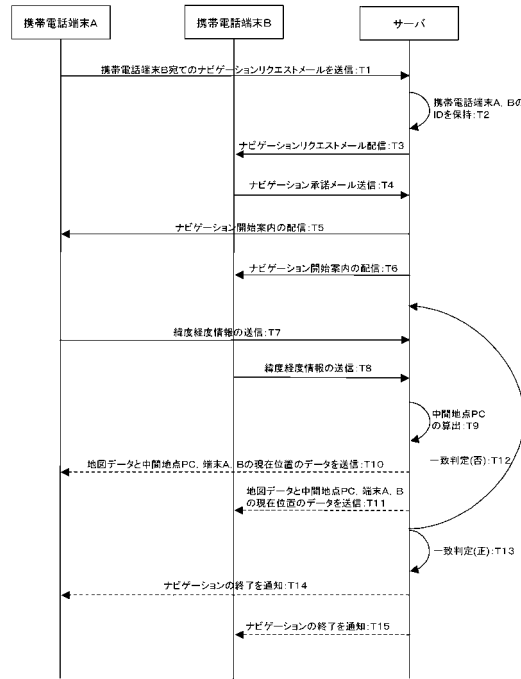 携帯電話端末A
携帯電話端末B
サーバ
携帯電話端末B宛てのナビゲーションリクエストメールを送信:T1
携帯電話端末A, Bの
IDを保持:T2
ナビゲーションリクエストメール配信:T3
ナビゲーション承諾メール送信:T4
ナビゲーション開始案内の配信:T5
ナビゲーション開始案内の配信:T6
緯度経度情報の送信:T7
緯度経度情報の送信:T8
中間地点PC
の算出:T9
地図データと中間地点PC, 端末A, Bの現在位置のデータを送信:T10
一致判定(否):T12
地図データと中間地点PC, 端末A, B
の現在位置のデータを送信:T11
一致判定(正):T13
ナビゲーションの終了を通知:T14
ナビゲーションの終了を通知:T15